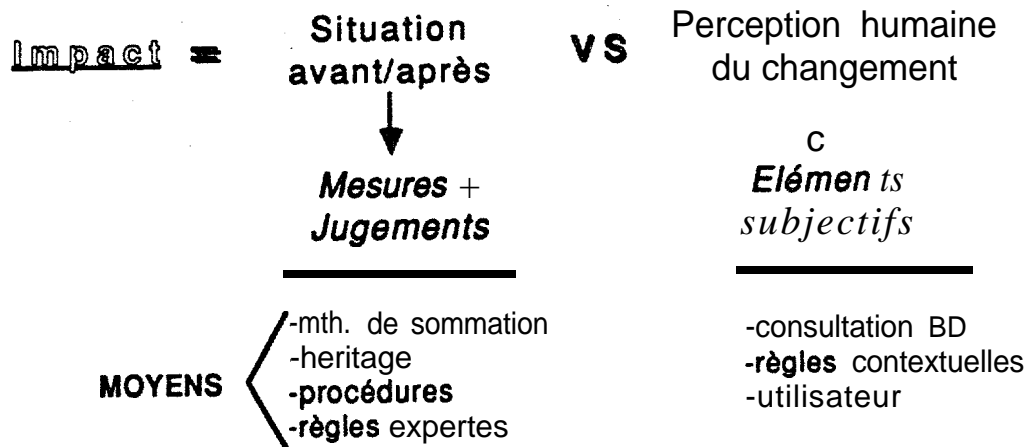 Impact = Situation avant/après VS Perception humaine du changement
Mesures + Jugements
c
Elémen ts subjectifs
MOYENS
-mth. de sommation
-heritage
-procédures
-règles expertes
-consultation BD
-règles contextuelles
-utilisateur